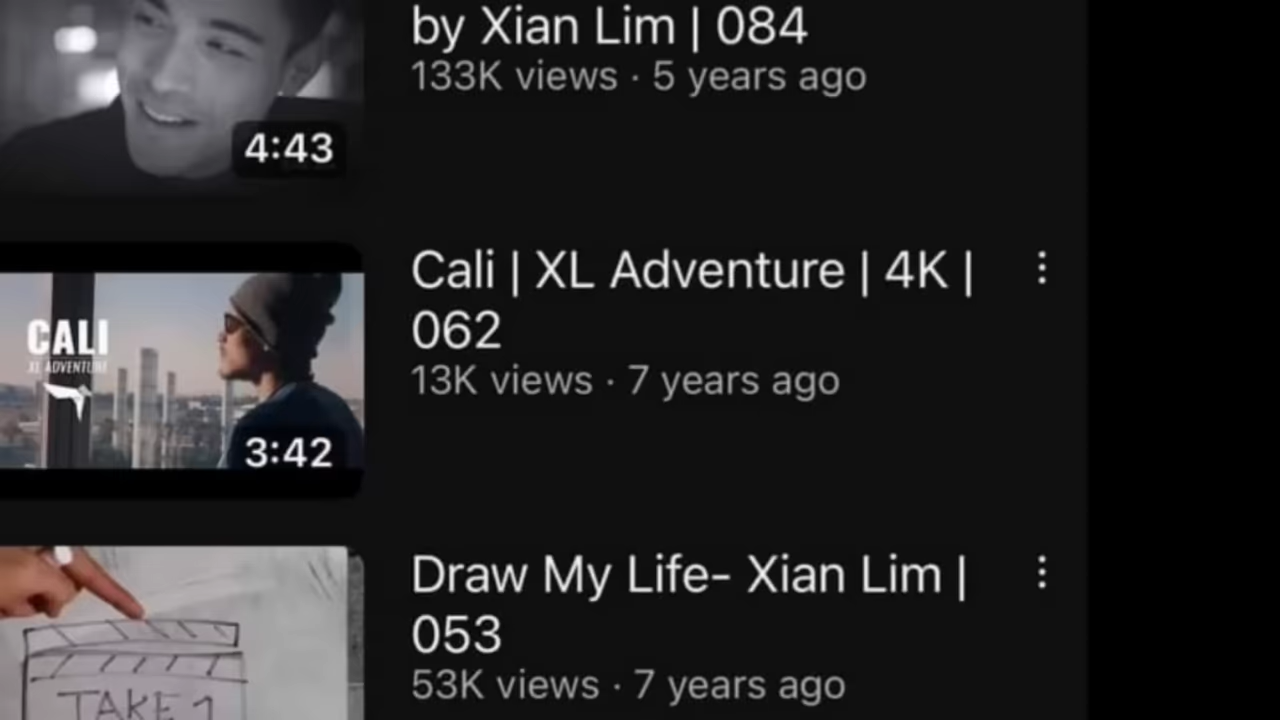 by Xian Lim | 084
133K views · 5 years ago
4:43
Cali | XL Adventure | 4K |
062
13K views · 7 years ago
CALI
XL ADVENTURE
3:42
Draw My Life- Xian Lim |
053
53K views · 7 years ago
TAKE 1